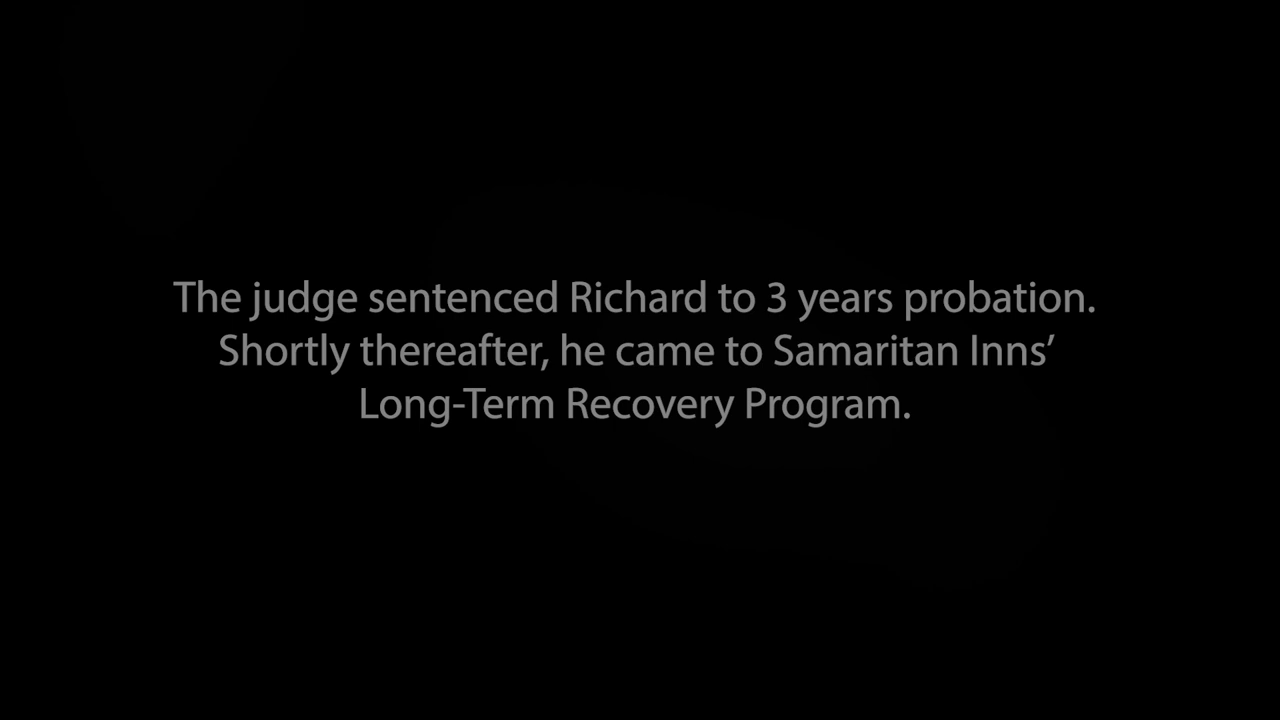 The judge sentenced Richard to 3 years probation.
Shortly thereafter, he came to Samaritan Inns’
Long-Term Recovery Program.